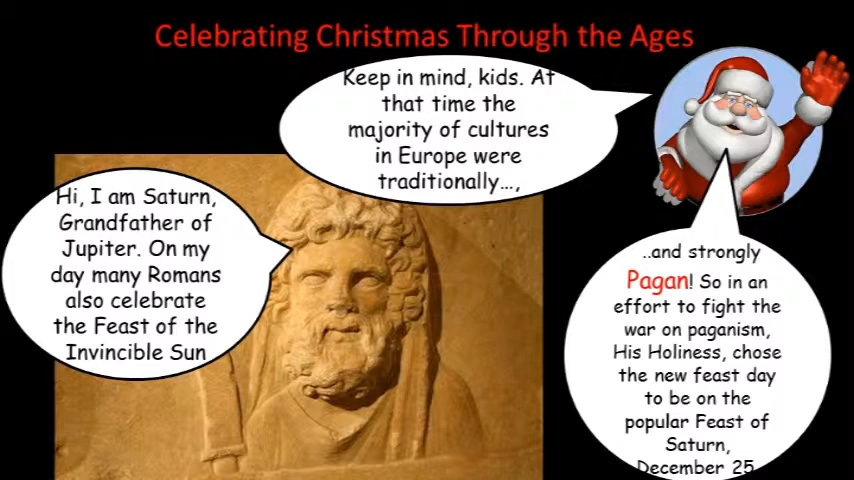 Celebrating Christmas Through the Ages
Keep in mind, kids. At
that time the
majority of cultures
in Europe were
traditionally…,
Hi, I am Saturn,
Grandfather of
Jupiter. On my
day many Romans
also celebrate
the Feast of the
Invincible Sun
..and strongly
Pagan! So in an
effort to fight the
war on paganism,
His Holiness, chose
the new feast day
to be on the
popular Feast of
Saturn,
December 25